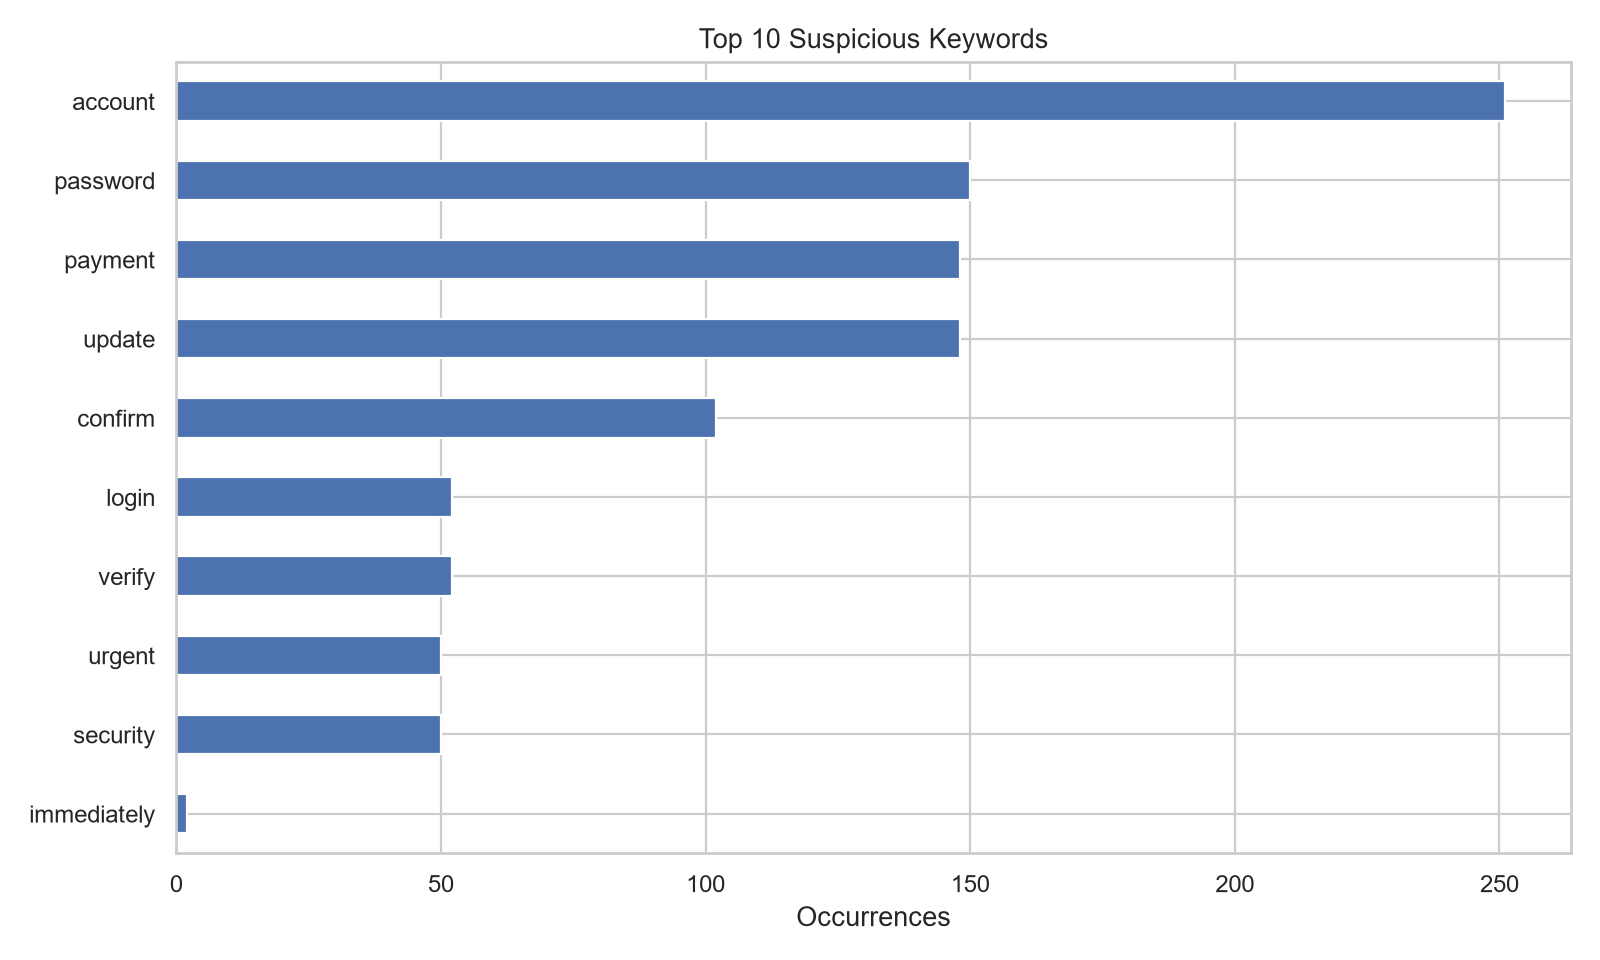 Top 10 Suspicious Keywords
account
password
payment
update
confirm
login
verify
urgent
security
immediately
0 50 100 150 200 250
Occurrences